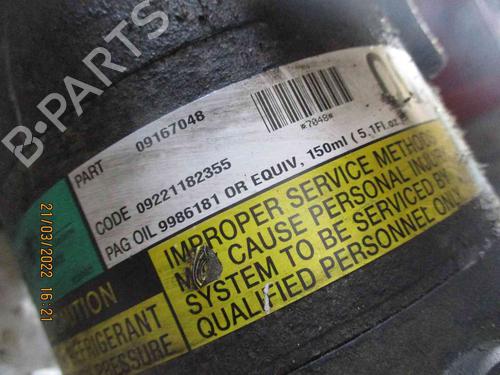 B-PARTS
PART 09167048
*7048*
CODE 09221182355
PAG OIL 9986181 OR EQUIV, 150ml (5.1Fl.oz.
IMPROPER SERVICE METHODS
CAUSE PERSONAL INJURY
SYSTEM TO BE SERVICED BY
QUALIFIED PERSONNEL ONLY.
REFRIGERANT
PRESSURE
21/03/2022 16:21